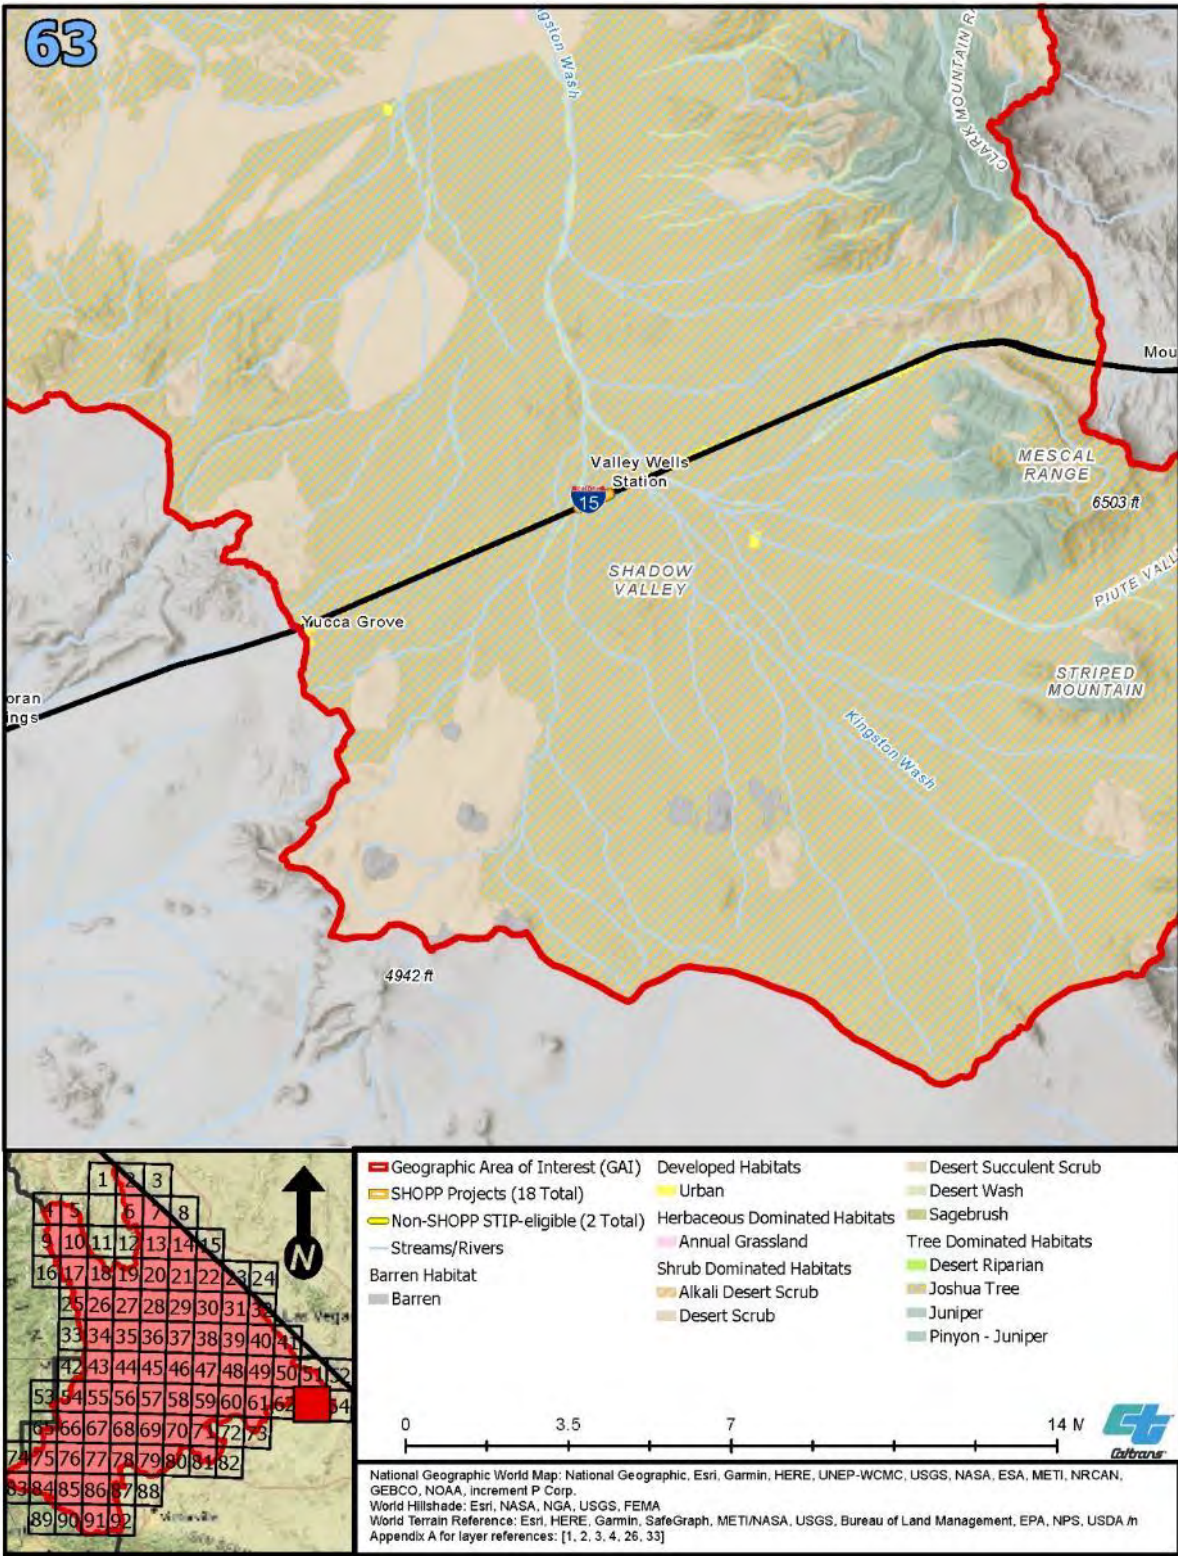 63
Kingston Wash
CLARK MOUNTAIN RA
Mou
Valley Wells
Station
15
MESCAL
RANGE
6503 ft
SHADOW
VALLEY
PIUTE VALL
Yucca Grove
STRIPED
MOUNTAIN
oran
ings
Kingston Wash
4942 ft
1 2 3
4 5 6 7 8
9 10 11 12 13 14 15
16 17 18 19 20 21 22 23 24
25 26 27 28 29 30 31 32
Las Vegas
33 34 35 36 37 38 39 40 41
42 43 44 45 46 47 48 49 50 51 52
53 54 55 56 57 58 59 60 61 62 64
65 66 67 68 69 70 71 72 73
74 75 76 77 78 79 80 81 82
83 84 85 86 87 88
89 90 91 92
Victorville
N
Geographic Area of Interest (GAI)
SHOPP Projects (18 Total)
Non-SHOPP STIP-eligible (2 Total)
Streams/Rivers
Barren Habitat
Barren
Developed Habitats
Urban
Herbaceous Dominated Habitats
Annual Grassland
Shrub Dominated Habitats
Alkali Desert Scrub
Desert Scrub
Desert Succulent Scrub
Desert Wash
Sagebrush
Tree Dominated Habitats
Desert Riparian
Joshua Tree
Juniper
Pinyon - Juniper
0 3.5 7 14 M
ct
Caltrans
National Geographic World Map: National Geographic, Esri, Garmin, HERE, UNEP-WCMC, USGS, NASA, ESA, METI, NRCAN,
GEBCO, NOAA, increment P Corp.
World Hillshade: Esri, NASA, NGA, USGS, FEMA
World Terrain Reference: Esri, HERE, Garmin, SafeGraph, METI/NASA, USGS, Bureau of Land Management, EPA, NPS, USDA /n
Appendix A for layer references: [1, 2, 3, 4, 26, 33]